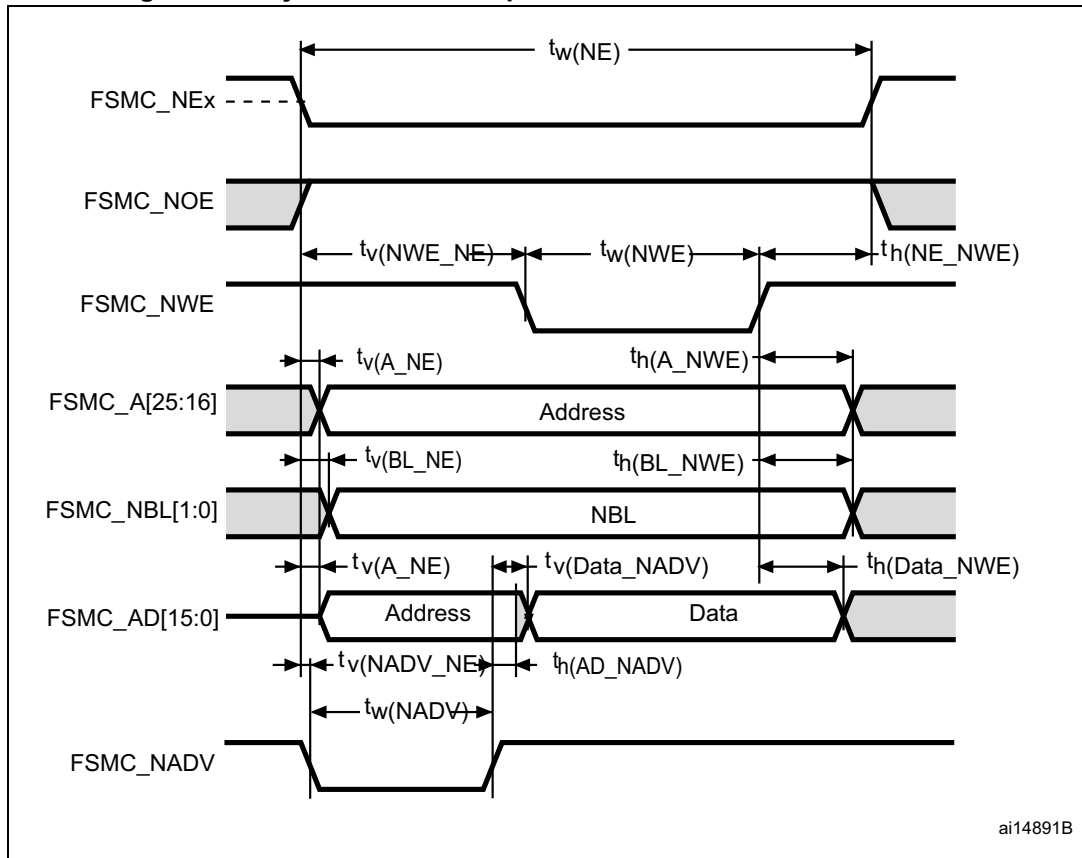 tw(NE)
FSMC_NEx
FSMC_NOE
tv(NWE_NE) tw(NWE) th(NE_NWE)
FSMC_NWE
tv(A_NE) th(A_NWE)
FSMC_A[25:16] Address
tv(BL_NE) th(BL_NWE)
FSMC_NBL[1:0] NBL
tv(A_NE) tv(Data_NADV) th(Data_NWE)
FSMC_AD[15:0] Address Data
tv(NADV_NE) th(AD_NADV)
tw(NADV)
FSMC_NADV
ai14891B